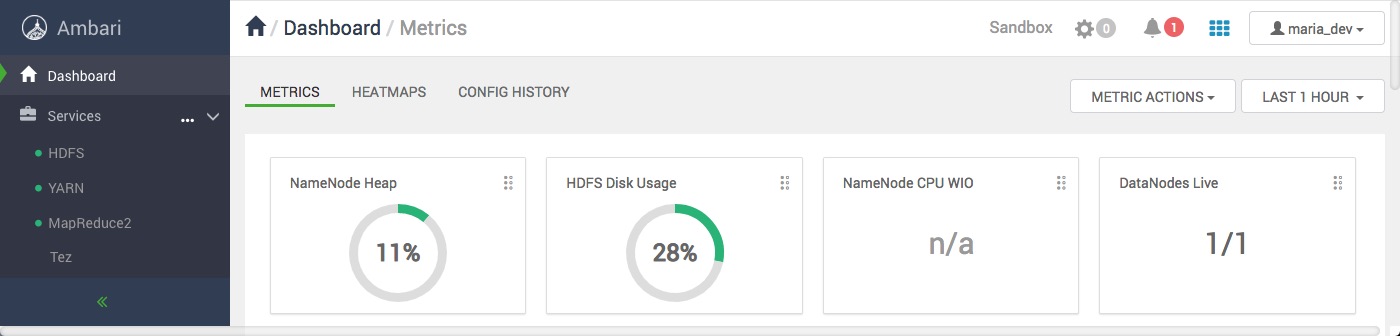 Ambari
Dashboard
Services ...
HDFS
YARN
MapReduce2
Tez
/ Dashboard / Metrics
Sandbox 0 1 maria_dev
METRICS HEATMAPS CONFIG HISTORY
METRIC ACTIONS LAST 1 HOUR
NameNode Heap
11%
HDFS Disk Usage
28%
NameNode CPU WIO
n/a
DataNodes Live
1/1